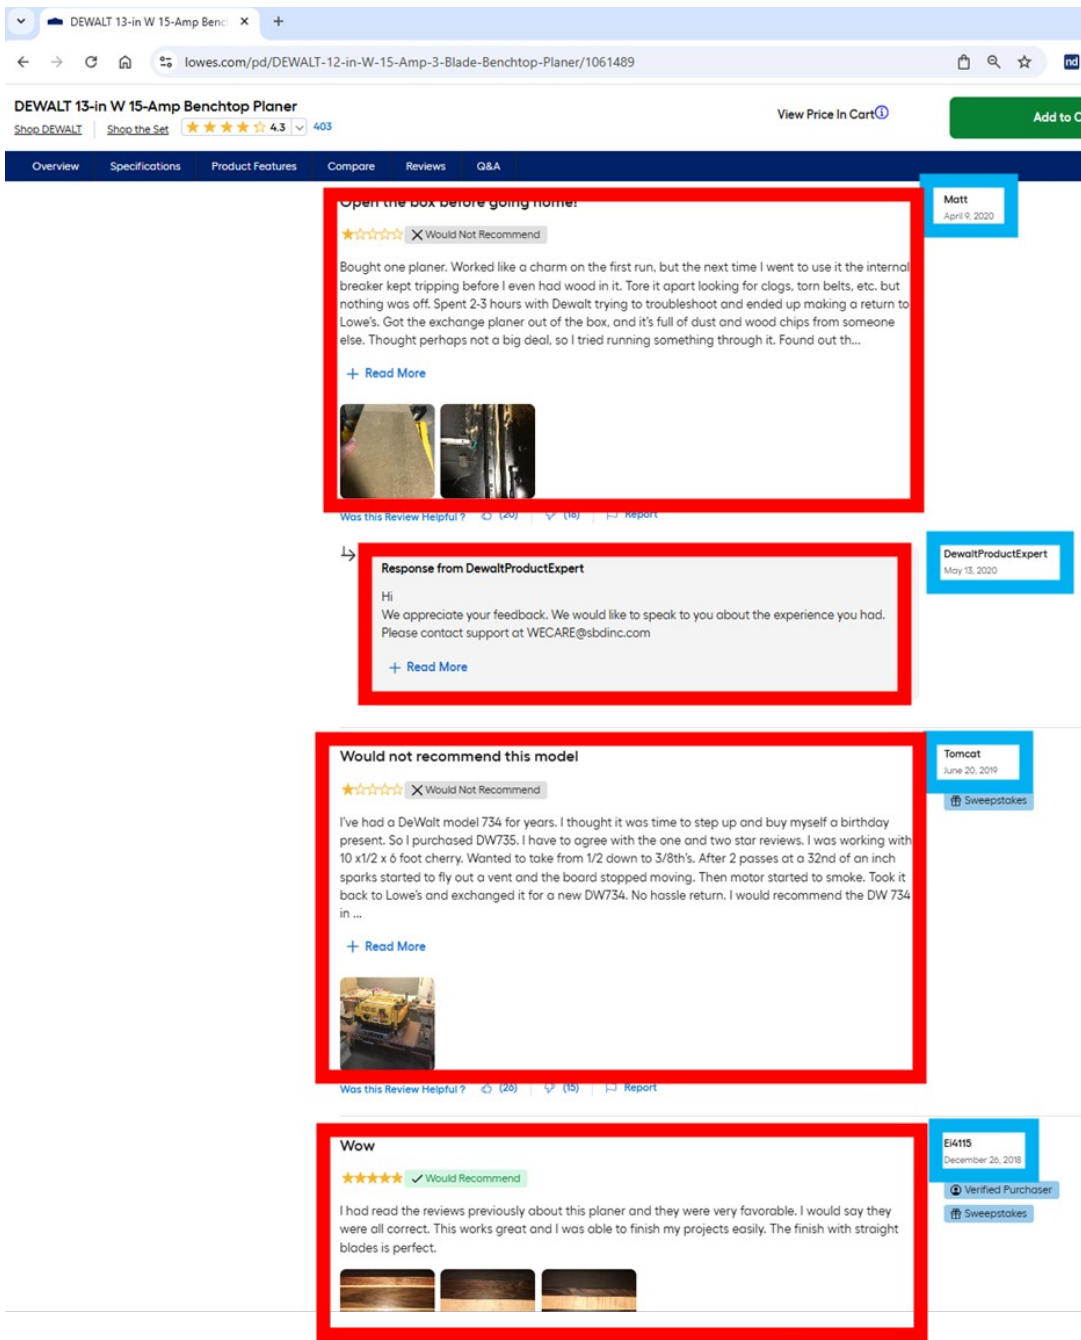 DEWALT 13-in W 15-Amp Benc
lowes.com/pd/DEWALT-12-in-W-15-Amp-3-Blade-Benchtop-Planer/1061489
nd
DEWALT 13-in W 15-Amp Benchtop Planer
Shop DEWALT Shop the Set 4.3 403
View Price In Cart
Add to C
Overview Specifications Product Features Compare Reviews Q&A
Open the box before going home!
Would Not Recommend
Bought one planer. Worked like a charm on the first run, but the next time I went to use it the internal
breaker kept tripping before I even had wood in it. Tore it apart looking for clogs, torn belts, etc. but
nothing was off. Spent 2-3 hours with Dewalt trying to troubleshoot and ended up making a return to
Lowe's. Got the exchange planer out of the box, and it's full of dust and wood chips from someone
else. Thought perhaps not a big deal, so I tried running something through it. Found out th...
+ Read More
Matt
April 9, 2020
Was this Review Helpful? (20) (18) Report
Response from DewaltProductExpert
Hi
We appreciate your feedback. We would like to speak to you about the experience you had.
Please contact support at WECARE@sbdinc.com
+ Read More
DewaltProductExpert
May 13, 2020
Would not recommend this model
Would Not Recommend
I've had a DeWalt model 734 for years. I thought it was time to step up and buy myself a birthday
present. So I purchased DW735. I have to agree with the one and two star reviews. I was working with
10 x1/2 x 6 foot cherry. Wanted to take from 1/2 down to 3/8th's. After 2 passes at a 32nd of an inch
sparks started to fly out a vent and the board stopped moving. Then motor started to smoke. Took it
back to Lowe's and exchanged it for a new DW734. No hassle return. I would recommend the DW 734
in ...
+ Read More
Tomcat
June 20, 2019
Sweepstakes
Was this Review Helpful? (26) (15) Report
Wow
Would Recommend
I had read the reviews previously about this planer and they were very favorable. I would say they
were all correct. This works great and I was able to finish my projects easily. The finish with straight
blades is perfect.
Ei4115
December 26, 2018
Verified Purchaser
Sweepstakes